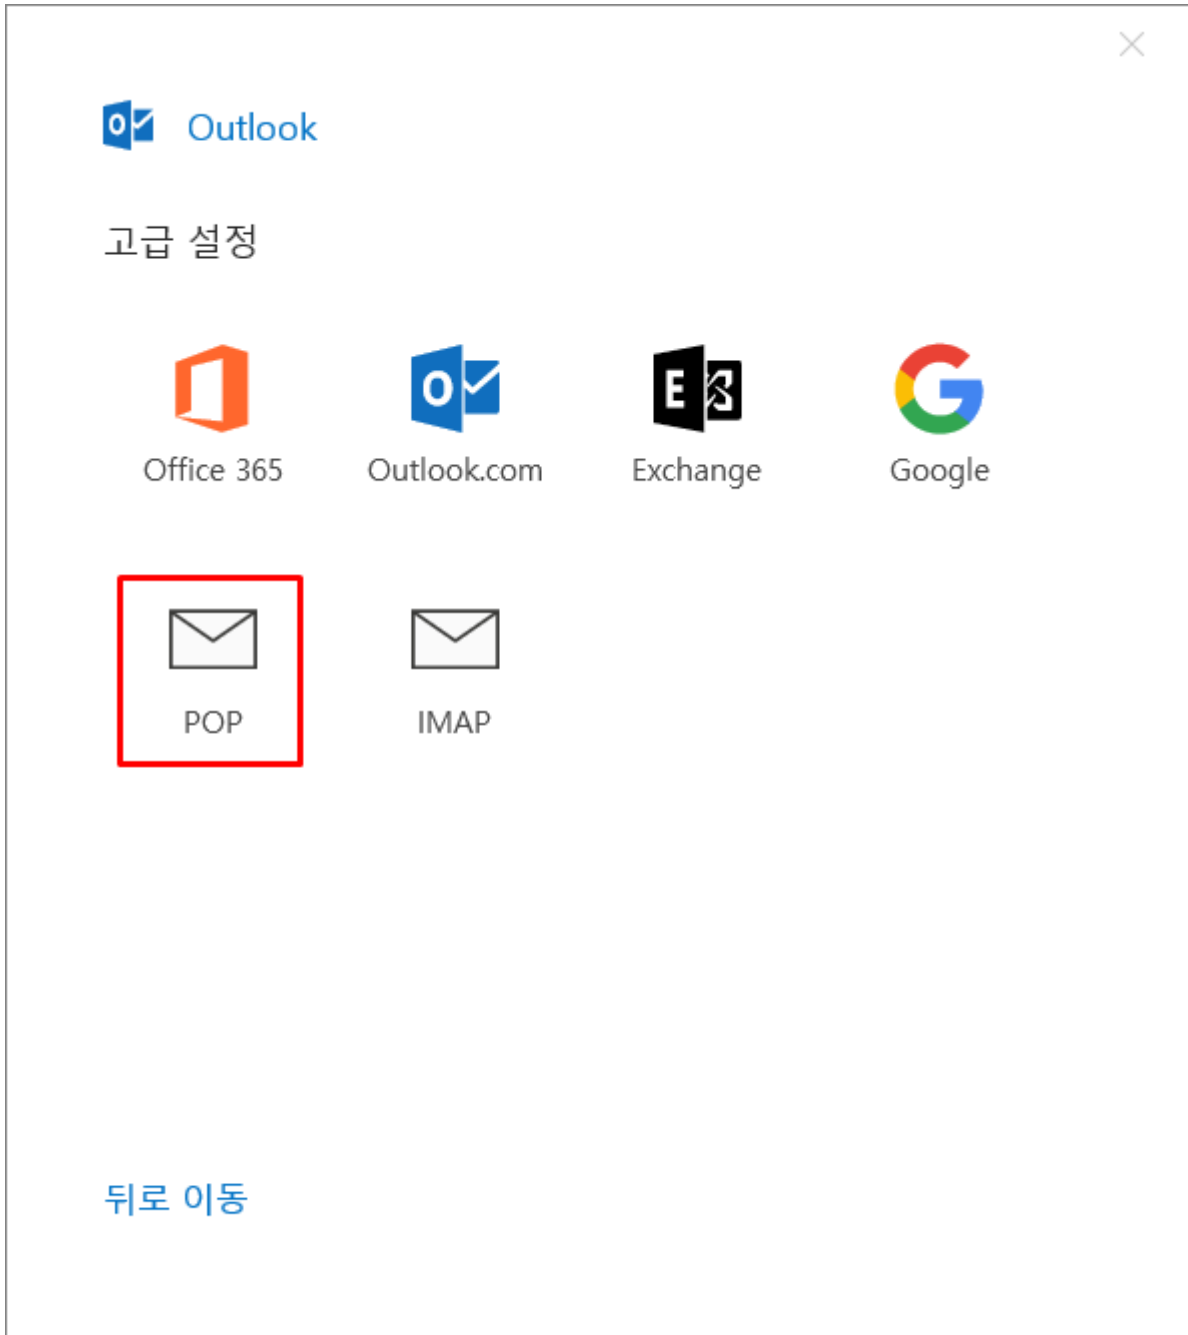 Outlook
고급 설정
Office 365
Outlook.com
Exchange
Google
POP
IMAP
뒤로 이동